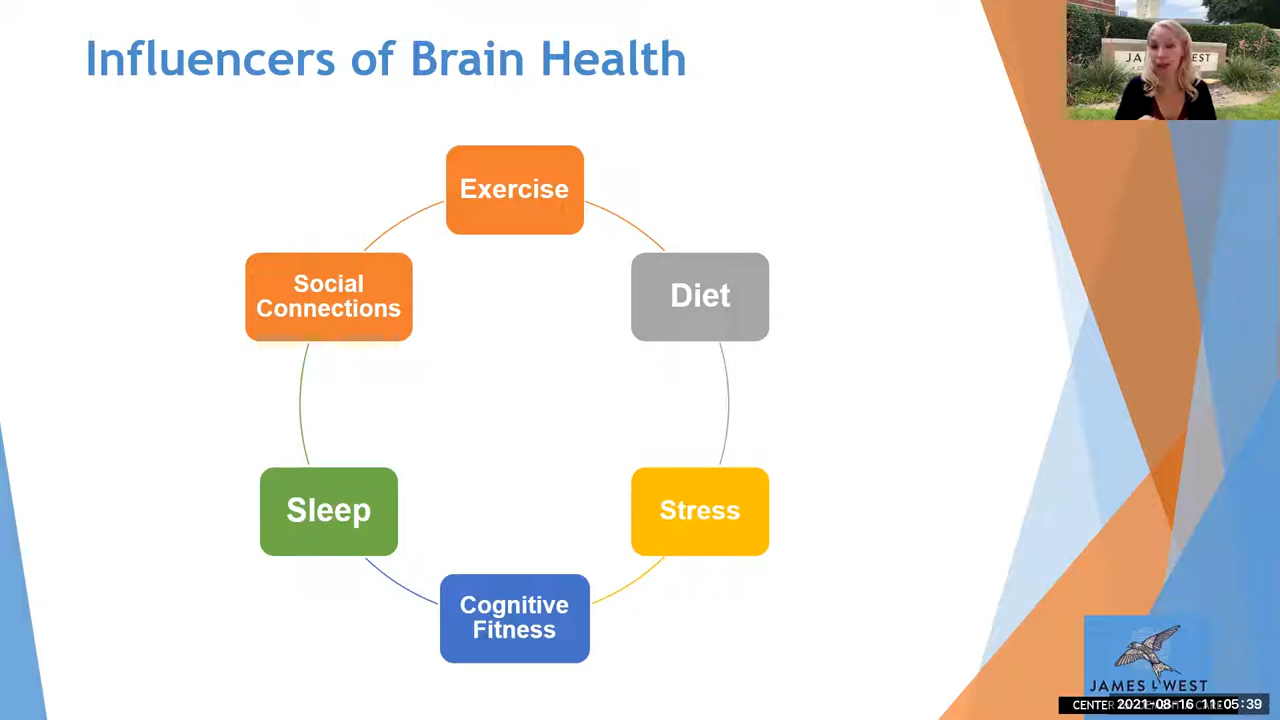 Influencers of Brain Health
Exercise
Social
Connections
Diet
Sleep
Stress
Cognitive
Fitness
JAMES L WEST
CENTER
2021-08-16 11:05:39